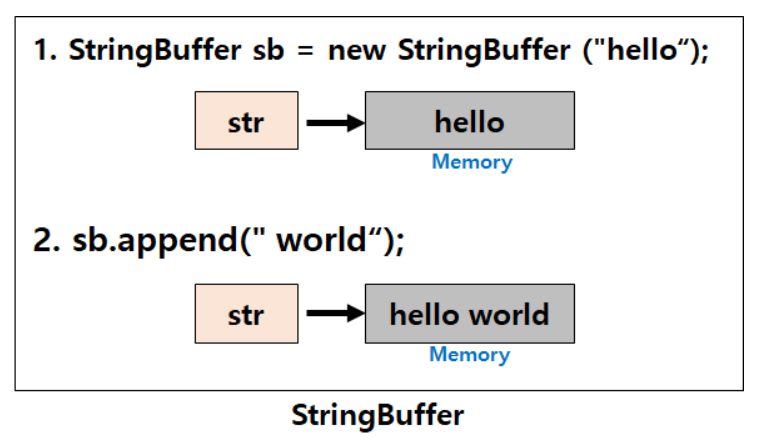 1. StringBuffer sb = new StringBuffer ("hello“);
str
hello
Memory
2. sb.append(" world“);
str
hello world
Memory
StringBuffer